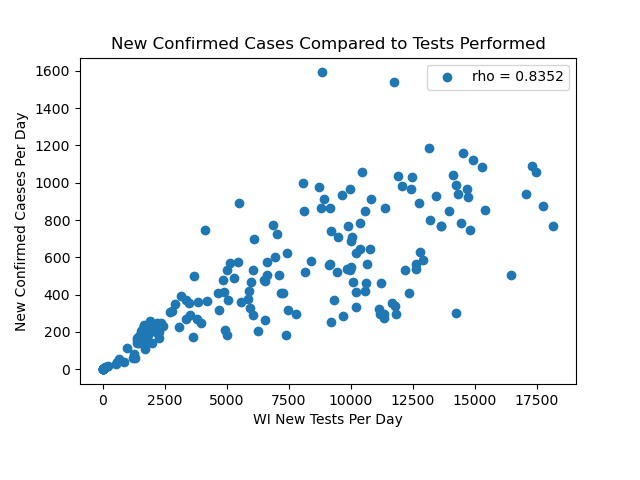 New Confirmed Cases Compared to Tests Performed
rho = 0.8352
1600
1400
1200
1000
800
600
400
200
0
New Confirmed Caeses Per Day
0 2500 5000 7500 10000 12500 15000 17500
WI New Tests Per Day